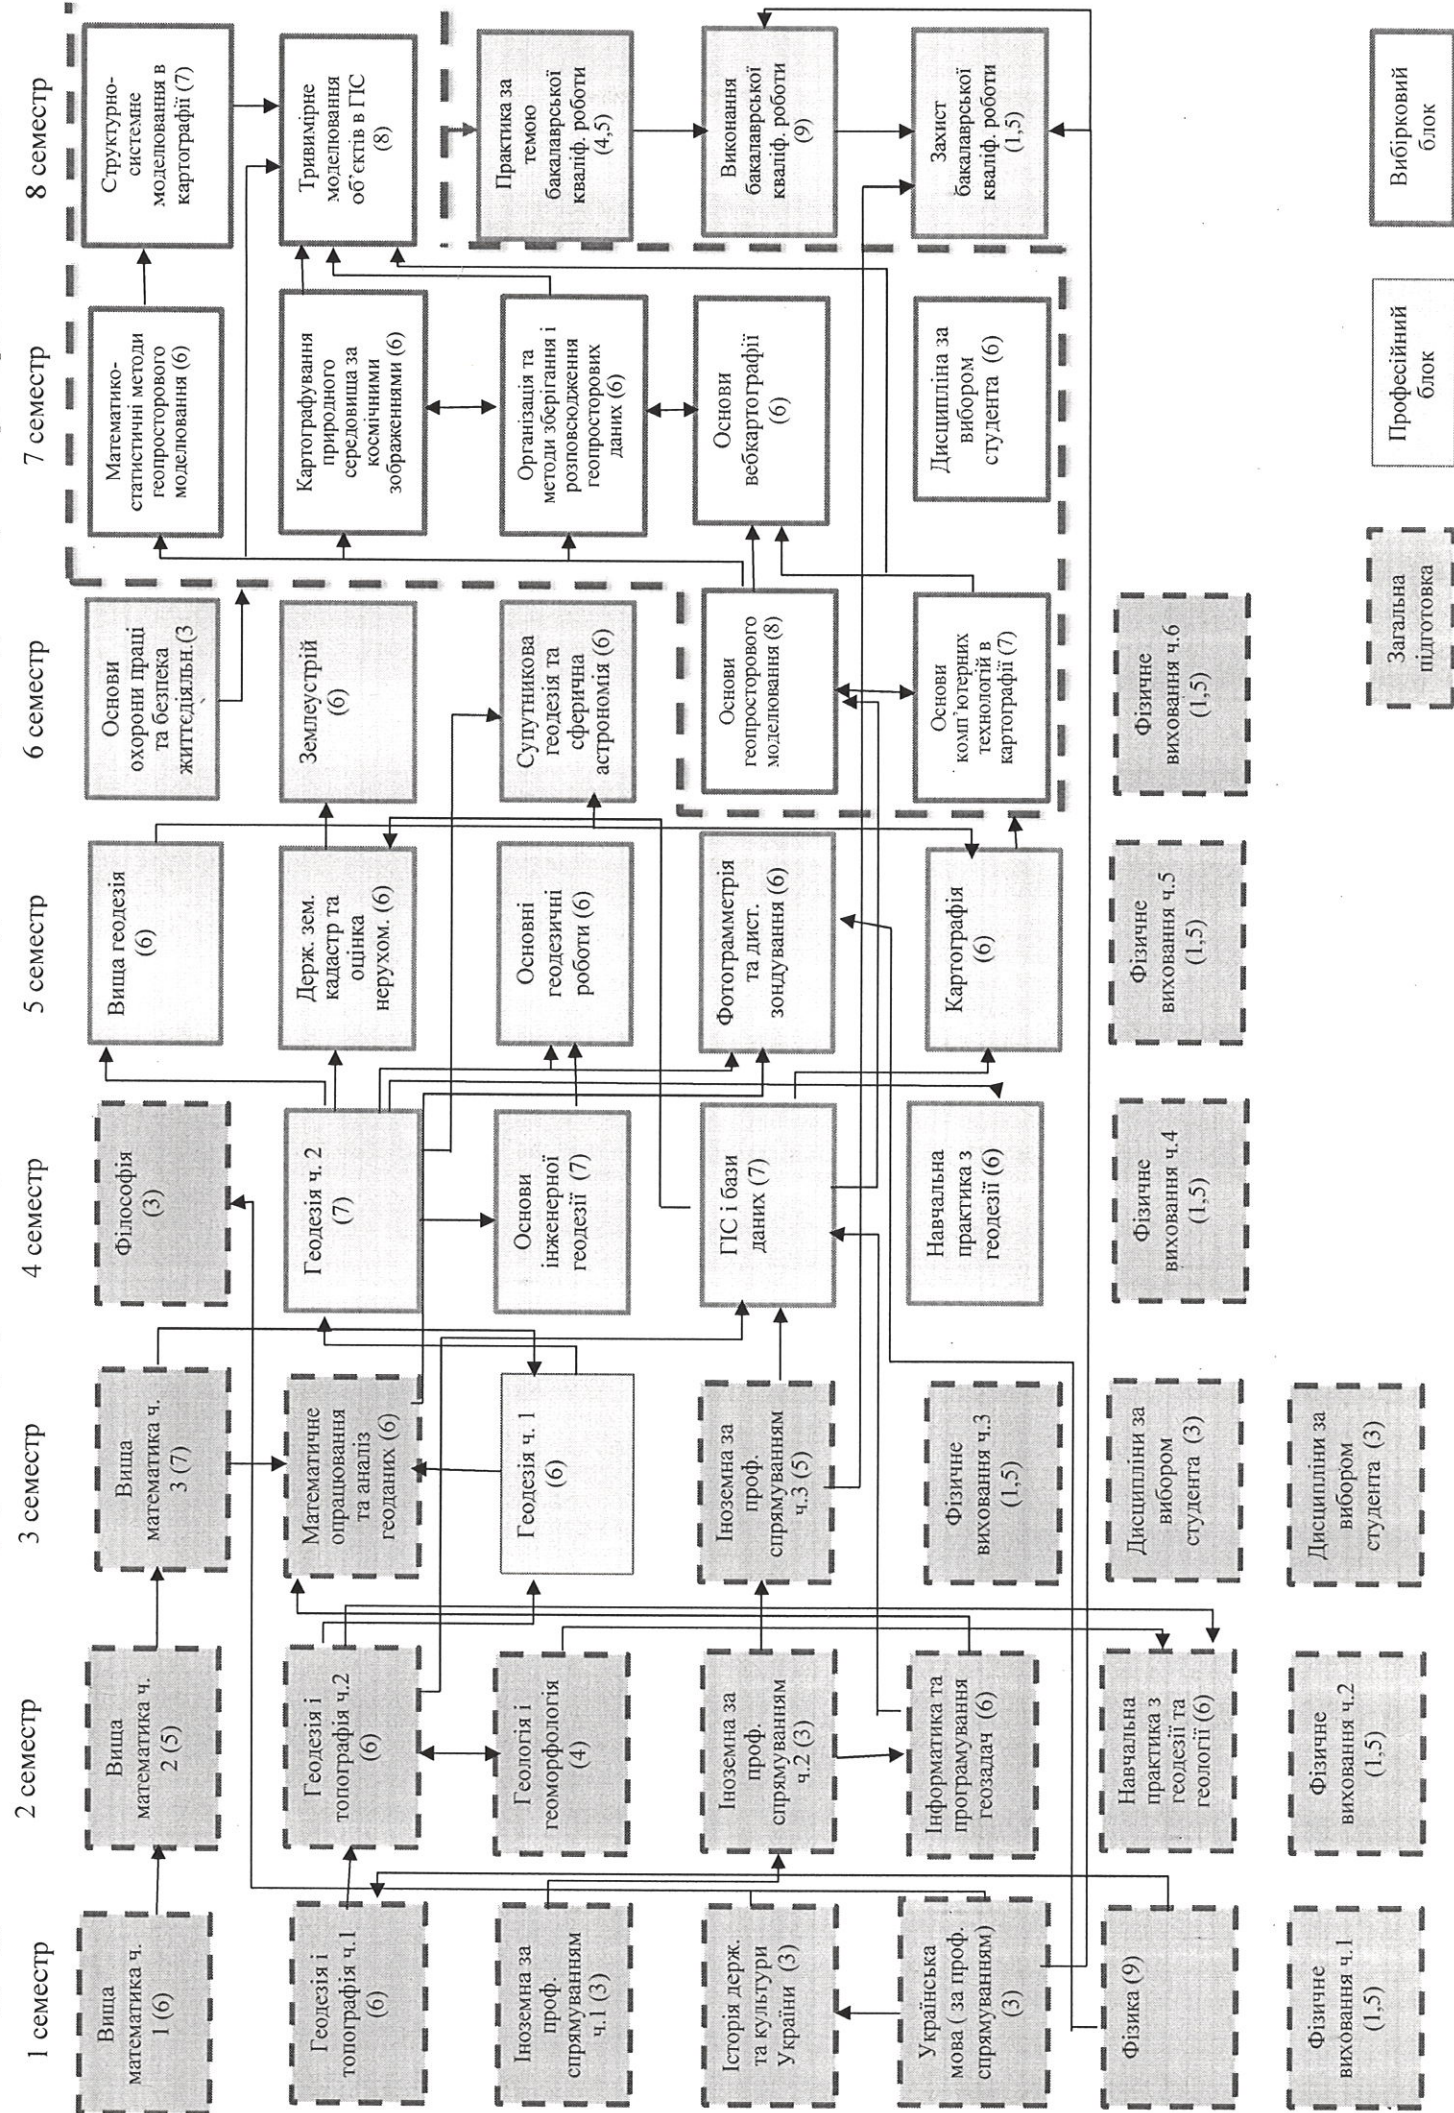 1 семестр
2 семестр
3 семестр
4 семестр
5 семестр
6 семестр
7 семестр
8 семестр
Вища
математика ч.
1 (6)
Геодезія і
топографія ч.1
(6)
Іноземна за
проф.
спрямуванням
ч.1 (3)
Історія держ.
та культури
України (3)
Українська
мова ( за проф.
спрямуванням)
(3)
Фізика (9)
Фізичне
виховання ч.1
(1,5)
Вища
математика ч.
2 (5)
Геодезія і
топографія ч.2
(6)
Геологія і
геоморфологія
(4)
Іноземна за
проф.
спрямуванням
ч.2 (3)
Інформатика та
програмування
геозадач (6)
Навчальна
практика з
геодезії та
геології (6)
Фізичне
виховання ч.2
(1,5)
Вища
математика ч.
3 (7)
Математичне
опрацювання
та аналіз
геоданих (6)
Геодезія ч. 1
(6)
Іноземна за
проф.
спрямуванням
ч.3 (5)
Фізичне
виховання ч.3
(1,5)
Дисципліни за
вибором
студента (3)
Дисципліни за
вибором
студента (3)
Філософія
(3)
Геодезія ч. 2
(7)
Основи
інженерної
геодезії (7)
ГІС і бази
даних (7)
Навчальна
практика з
геодезії (6)
Фізичне
виховання ч.4
(1,5)
Вища геодезія
(6)
Держ. зем.
кадастр та
оцінка
нерухом. (6)
Основні
геодезичні
роботи (6)
Фотограмметрія
та дист.
зондування (6)
Картографія
(6)
Фізичне
виховання ч.5
(1,5)
Основи
охорони праці
та безпека
життєдіяльн.(3
Землеустрій
(6)
Супутникова
геодезія та
сферична
астрономія (6)
Основи
геопросторового
моделювання (8)
Основи
комп’ютерних
технологій в
картографії (7)
Фізичне
виховання ч.6
(1,5)
Математико-
статистичні методи
геопросторового
моделювання (6)
Картографування
природного
середовища за
космічними
зображеннями (6)
Організація та
методи зберігання і
розповсюдження
геопросторових
даних (6)
Основи
вебкартографії
(6)
Дисципліна за
вибором
студента (6)
Структурно-
системне
моделювання в
картографії (7)
Тривимірне
моделювання
об’єктів в ГІС
(8)
Практика за
темою
бакалаврської
кваліф. роботи
(4,5)
Виконання
бакалаврської
кваліф. роботи
(9)
Захист
бакалаврської
кваліф. роботи
(1,5)
Загальна
підготовка
Професійний
блок
Вибірковий
блок